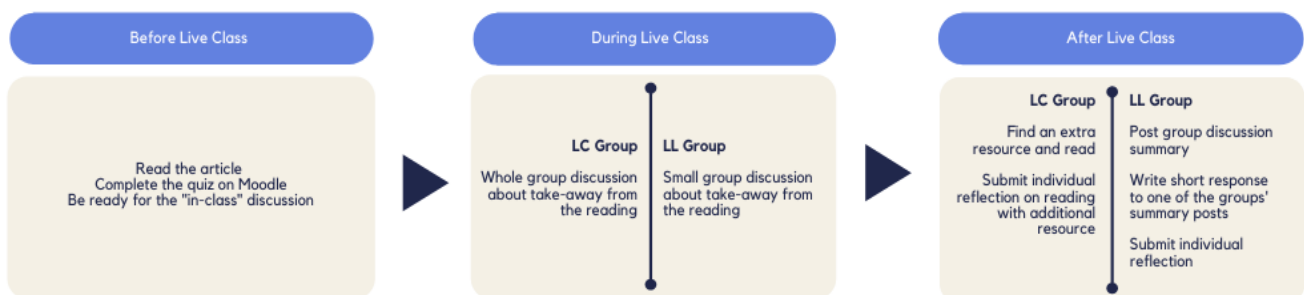 Before Live Class
Read the article
Complete the quiz on Moodle
Be ready for the "in-class" discussion
During Live Class
LC Group
Whole group discussion
about take-away from
the reading
LL Group
Small group discussion
about take-away from
the reading
After Live Class
LC Group
Find an extra
resource and read
Submit individual
reflection on reading
with additional
resource
LL Group
Post group discussion
summary
Write short response
to one of the groups'
summary posts
Submit individual
reflection